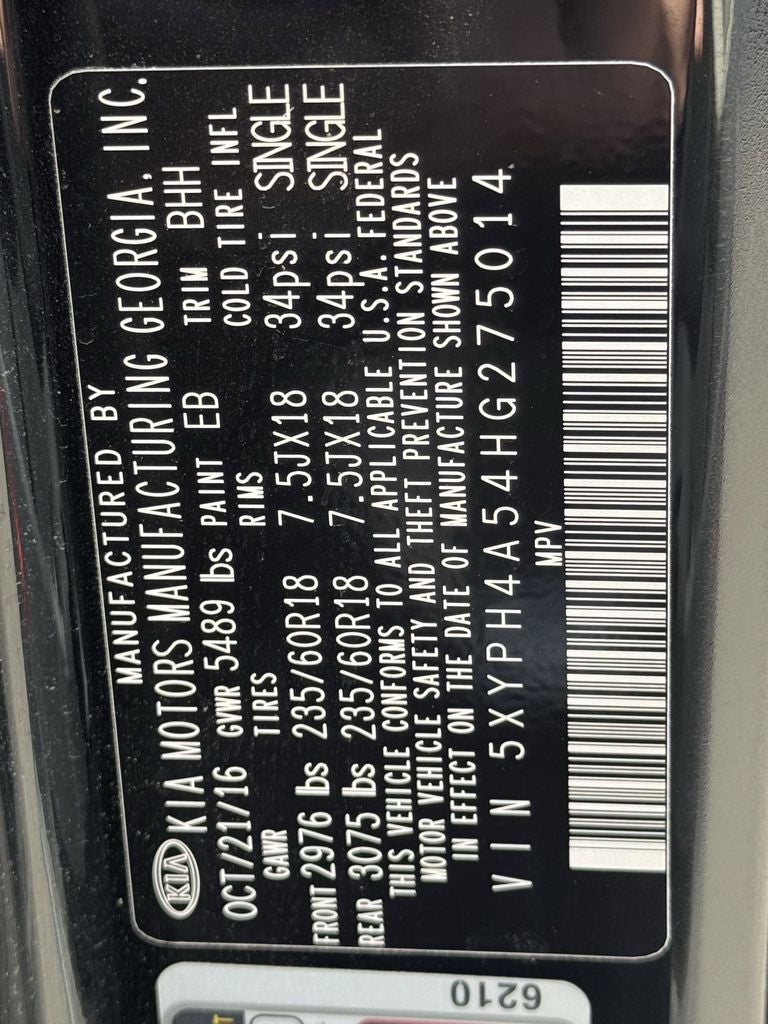 MANUFACTURED BY
KIA KIA MOTORS MANUFACTURING GEORGIA, INC.
OCT/21/16 GVWR 5489 lbs PAINT EB TRIM BHH
GAWR TIRES RIMS COLD TIRE INFL
FRONT 2976 lbs 235/60R18 7.5JX18 34psi SINGLE
REAR 3075 lbs 235/60R18 7.5JX18 34psi SINGLE
THIS VEHICLE CONFORMS TO ALL APPLICABLE U.S.A. FEDERAL
MOTOR VEHICLE SAFETY AND THEFT PREVENTION STANDARDS
IN EFFECT ON THE DATE OF MANUFACTURE SHOWN ABOVE
VIN 5XYPH4A54HG275014
MPV
6210